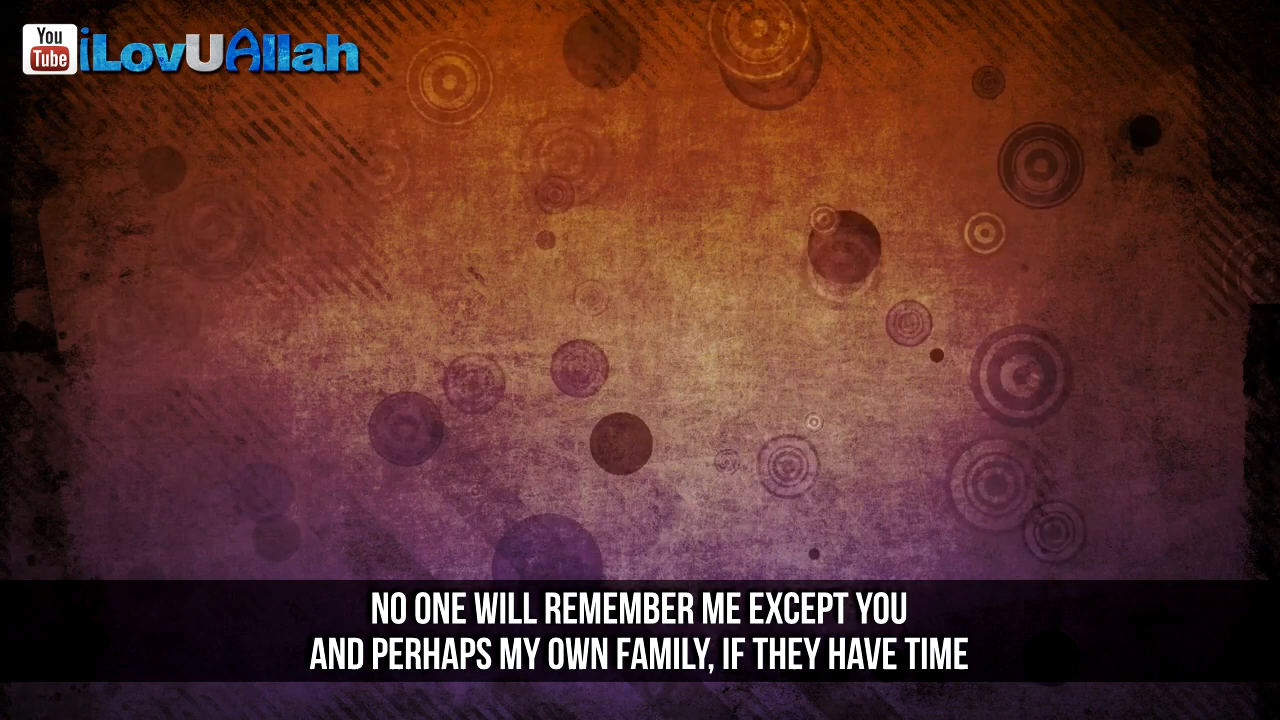 You
Tube
iLovUAllah
NO ONE WILL REMEMBER ME EXCEPT YOU
AND PERHAPS MY OWN FAMILY, IF THEY HAVE TIME